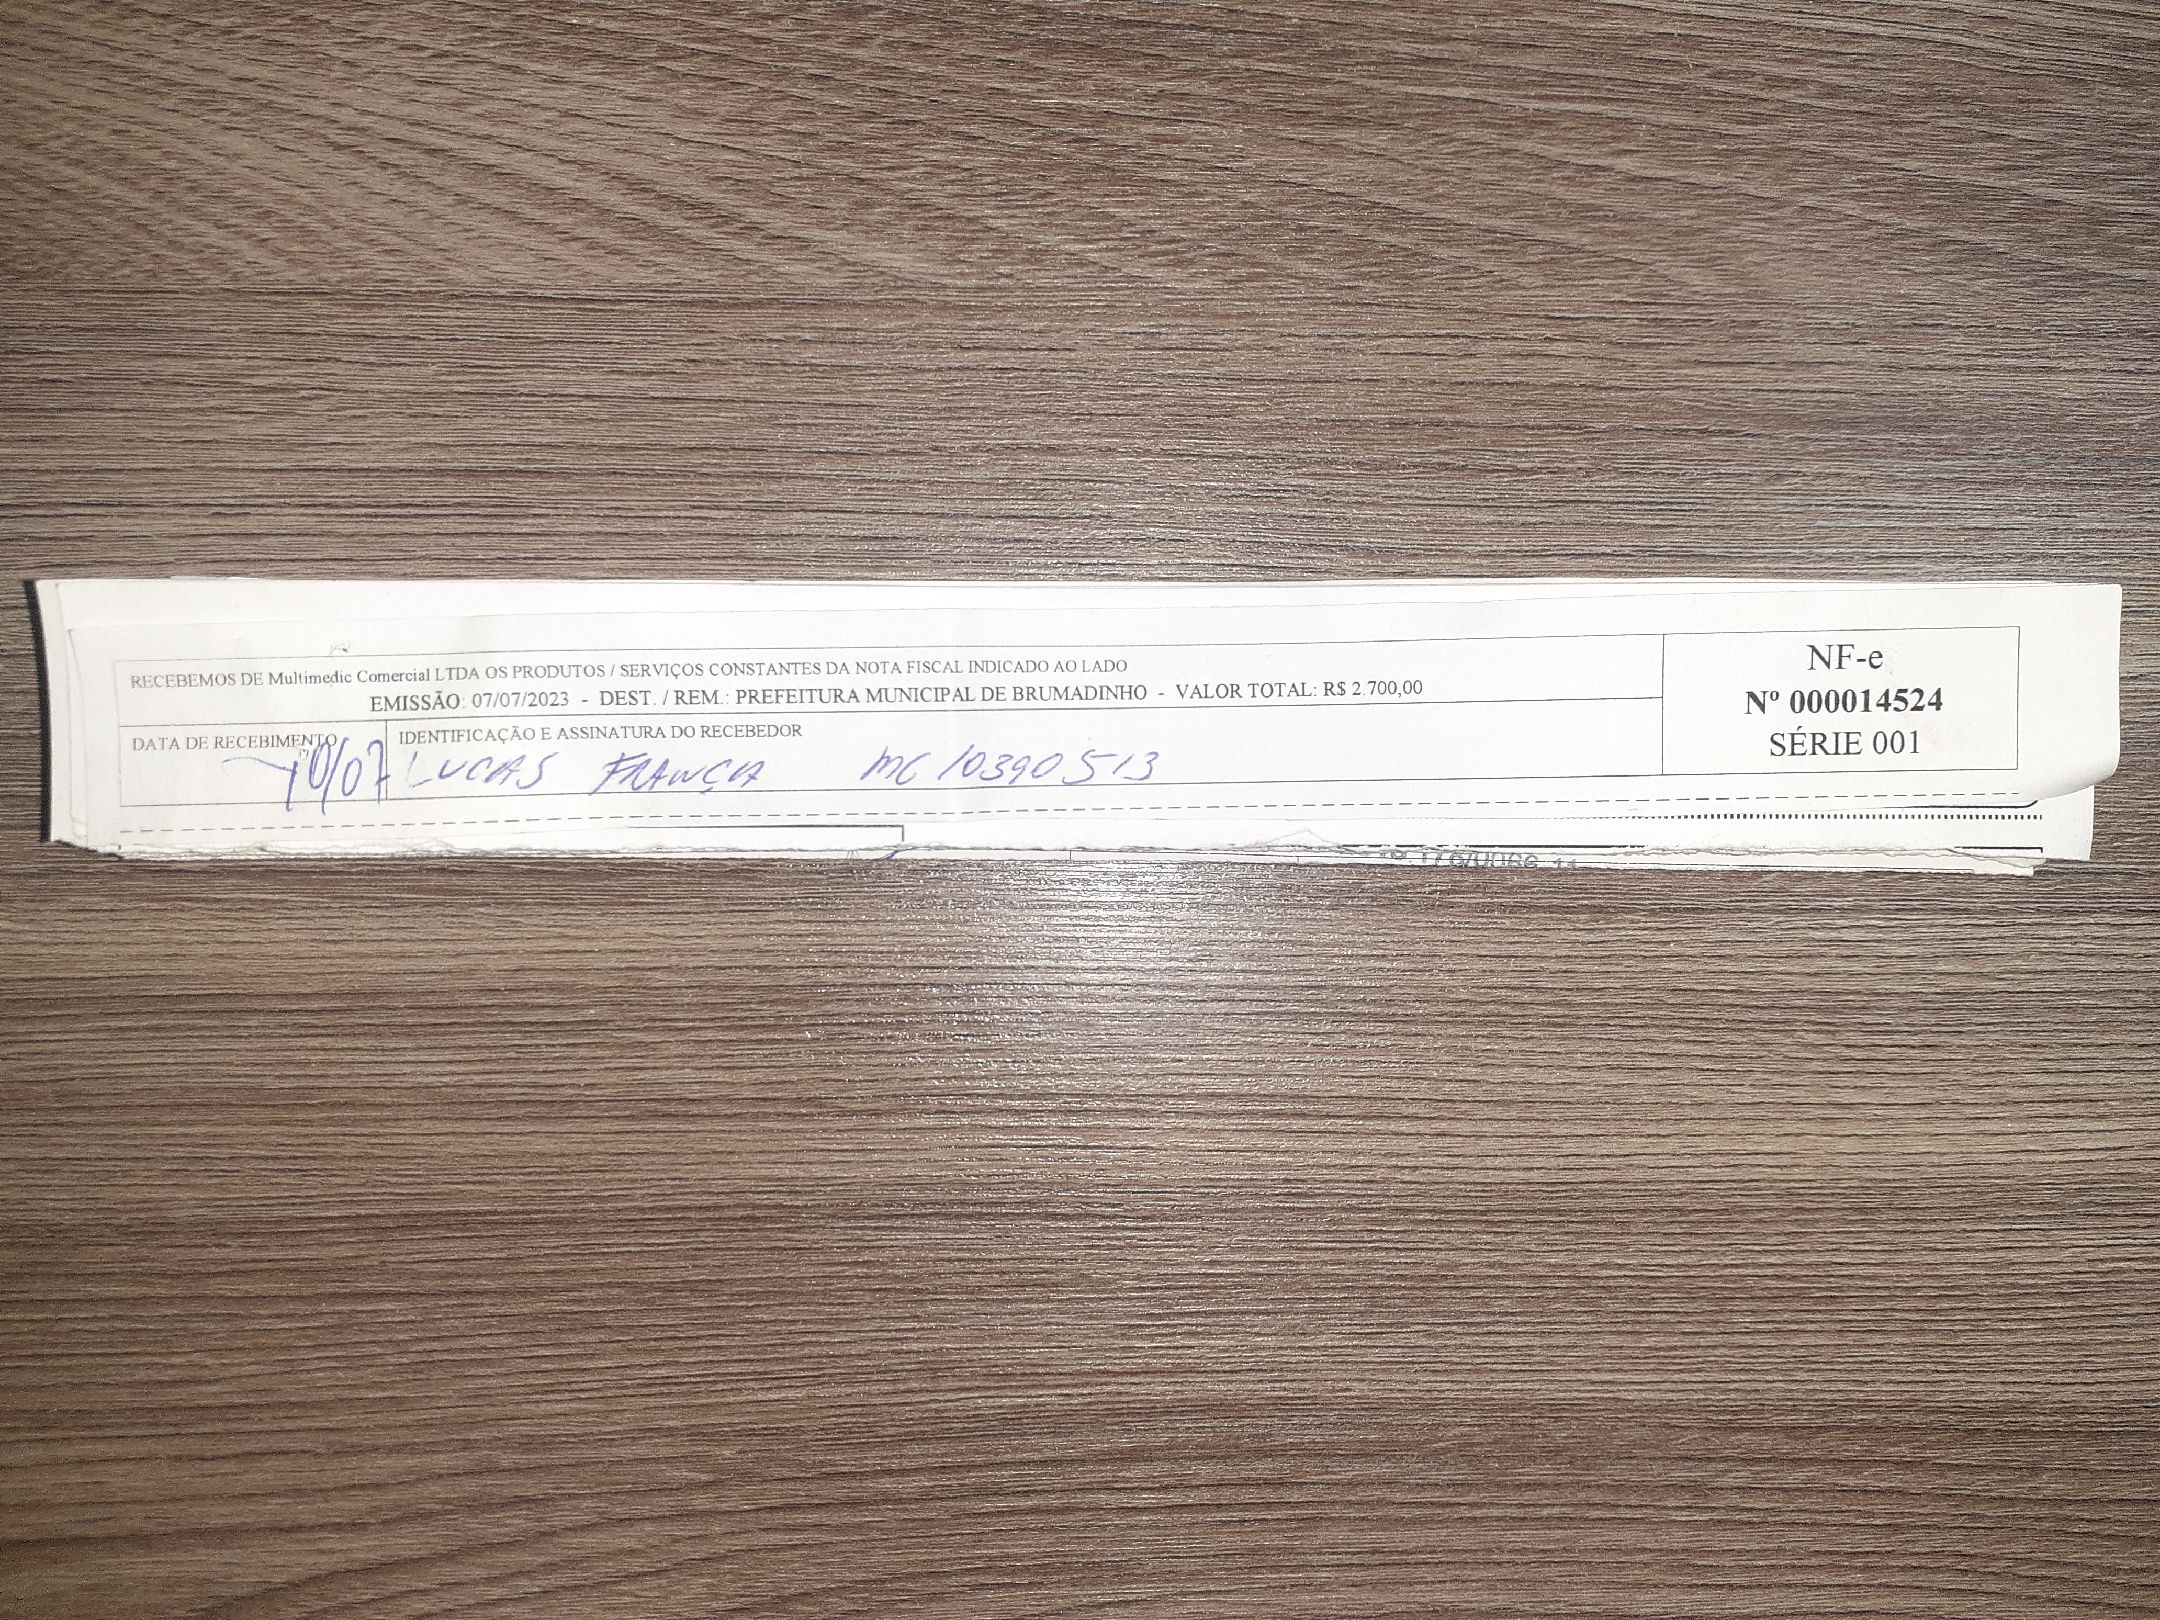 RECEBEMOS DE Multimedic Comercial LTDA OS PRODUTOS / SERVIÇOS CONSTANTES DA NOTA FISCAL INDICADO AO LADO
EMISSÃO: 07/07/2023 - DEST. / REM.: PREFEITURA MUNICIPAL DE BRUMADINHO - VALOR TOTAL: R$ 2.700,00
DATA DE RECEBIMENTO
10/07
IDENTIFICAÇÃO E ASSINATURA DO RECEBEDOR
LUCAS FRANÇA MG 10390513
NF-e
Nº 000014524
SÉRIE 001